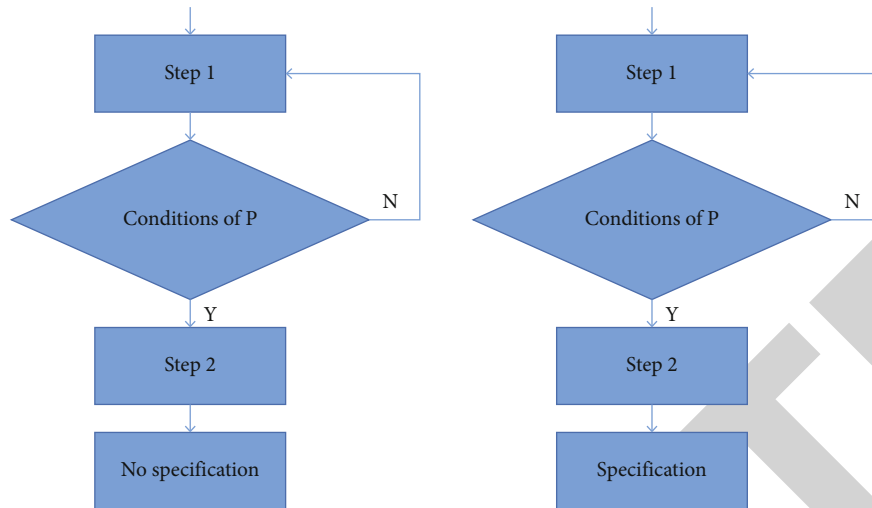 Step 1
Conditions of P
N
Y
Step 2
No specification
Step 1
Conditions of P
N
Y
Step 2
Specification